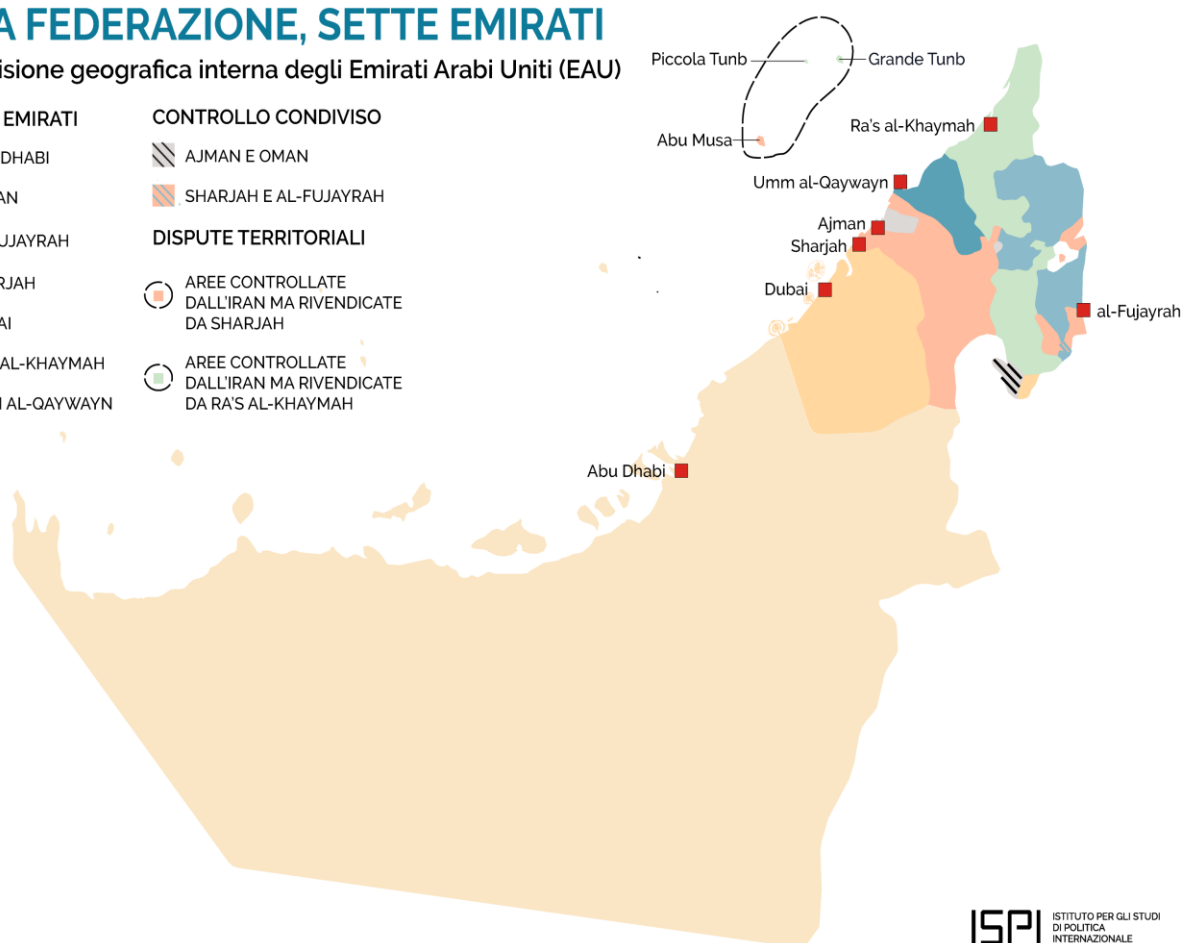 A FEDERAZIONE, SETTE EMIRATI
isione geografica interna degli Emirati Arabi Uniti (EAU)
EMIRATI
DHABI
AN
UJAYRAH
RJAH
AI
AL-KHAYMAH
I AL-QAYWAYN
CONTROLLO CONDIVISO
AJMAN E OMAN
SHARJAH E AL-FUJAYRAH
DISPUTE TERRITORIALI
AREE CONTROLLATE
DALL'IRAN MA RIVENDICATE
DA SHARJAH
AREE CONTROLLATE
DALL'IRAN MA RIVENDICATE
DA RA'S AL-KHAYMAH
Piccola Tunb
Grande Tunb
Abu Musa
Ra's al-Khaymah
Umm al-Qaywayn
Ajman
Sharjah
Dubai
al-Fujayrah
Abu Dhabi
ISPI
ISTITUTO PER GLI STUDI
DI POLITICA
INTERNAZIONALE